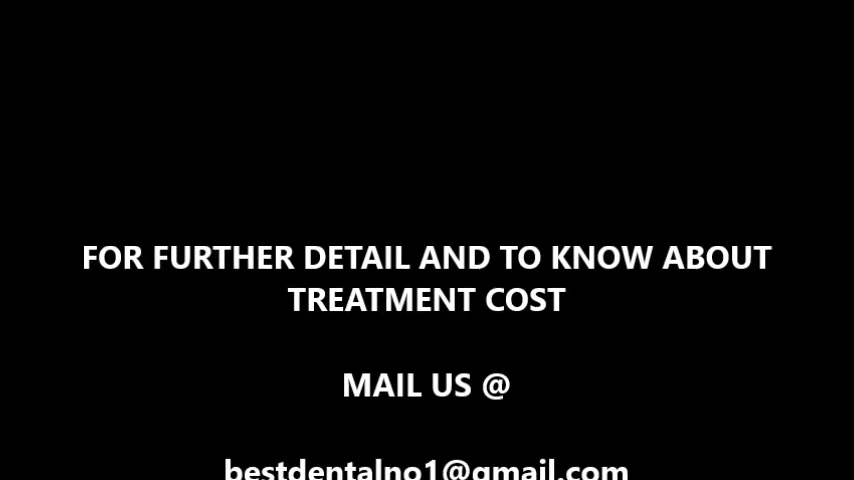 FOR FURTHER DETAIL AND TO KNOW ABOUT
TREATMENT COST
MAIL US @
bestdentalno1@gmail.com